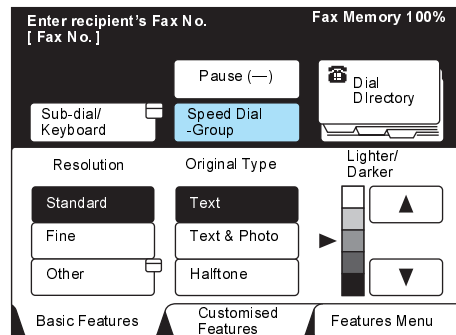 Enter recipient's Fax No.
Fax Memory 100%
[ Fax No. ]
Pause (—)
Dial
DIrectory
Sub-dial/
Keyboard
Speed Dial
-Group
Resolution
Original Type
Lighter/
Darker
Standard
Text
Fine
Text & Photo
Other
Halftone
Basic Features
Customised
Features
Features Menu